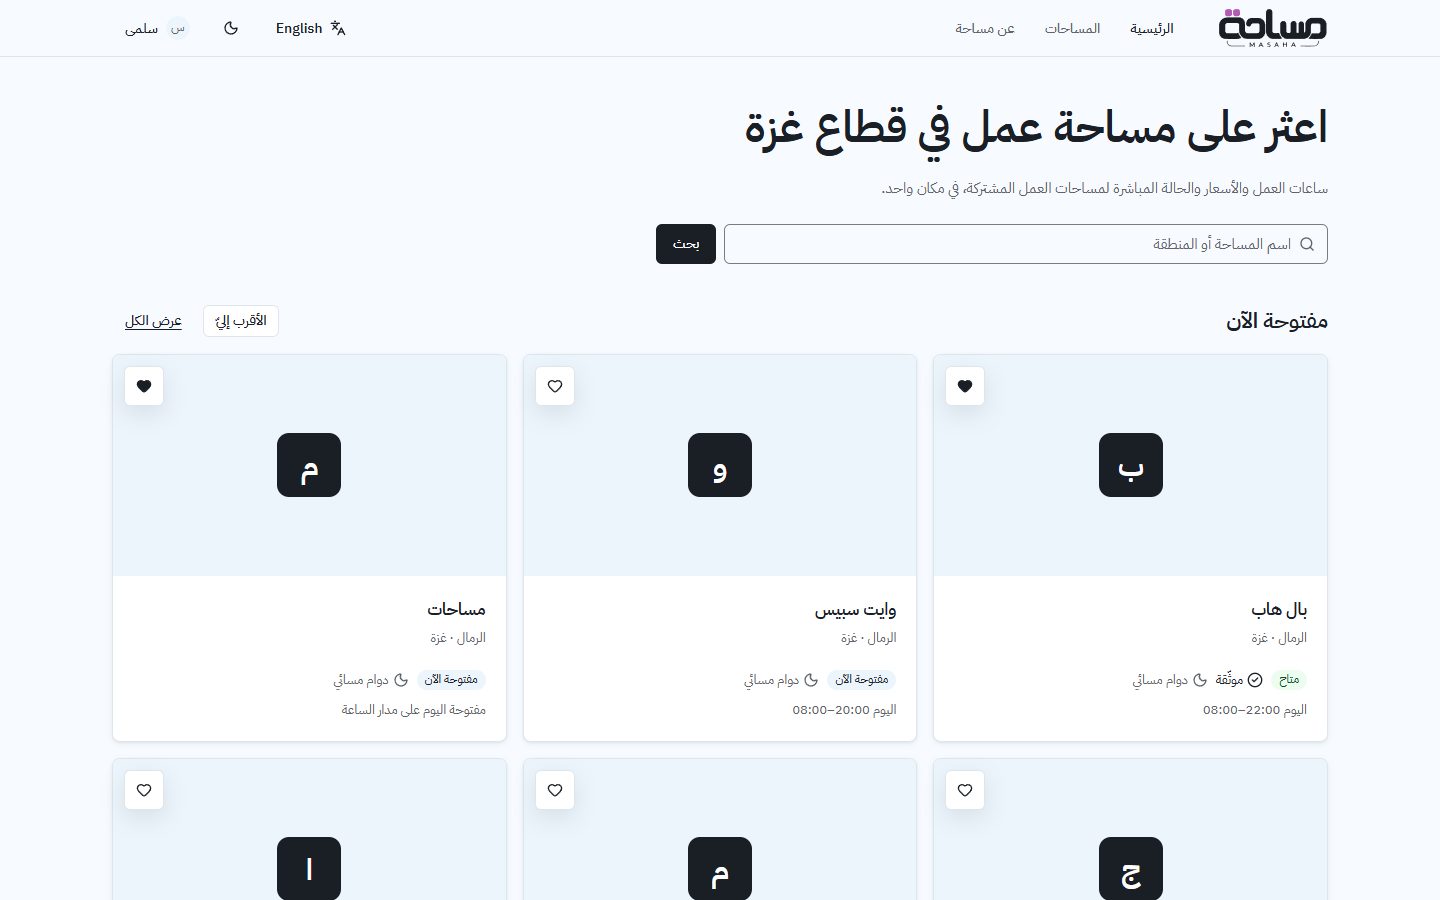 مساحة
MASAHA
الرئيسية
المساحات
عن مساحة
English
س
سلمى
اعثر على مساحة عمل في قطاع غزة
ساعات العمل والأسعار والحالة المباشرة لمساحات العمل المشتركة، في مكان واحد.
اسم المساحة أو المنطقة
بحث
مفتوحة الآن
الأقرب إليّ
عرض الكل
ب
بال هاب
الرمال · غزة
متاح موثّقة دوام مسائي
اليوم 08:00–22:00
و
وايت سبيس
الرمال · غزة
مفتوحة الآن دوام مسائي
اليوم 08:00–20:00
م
مساحات
الرمال · غزة
مفتوحة الآن دوام مسائي
مفتوحة اليوم على مدار الساعة
ج
م
ا